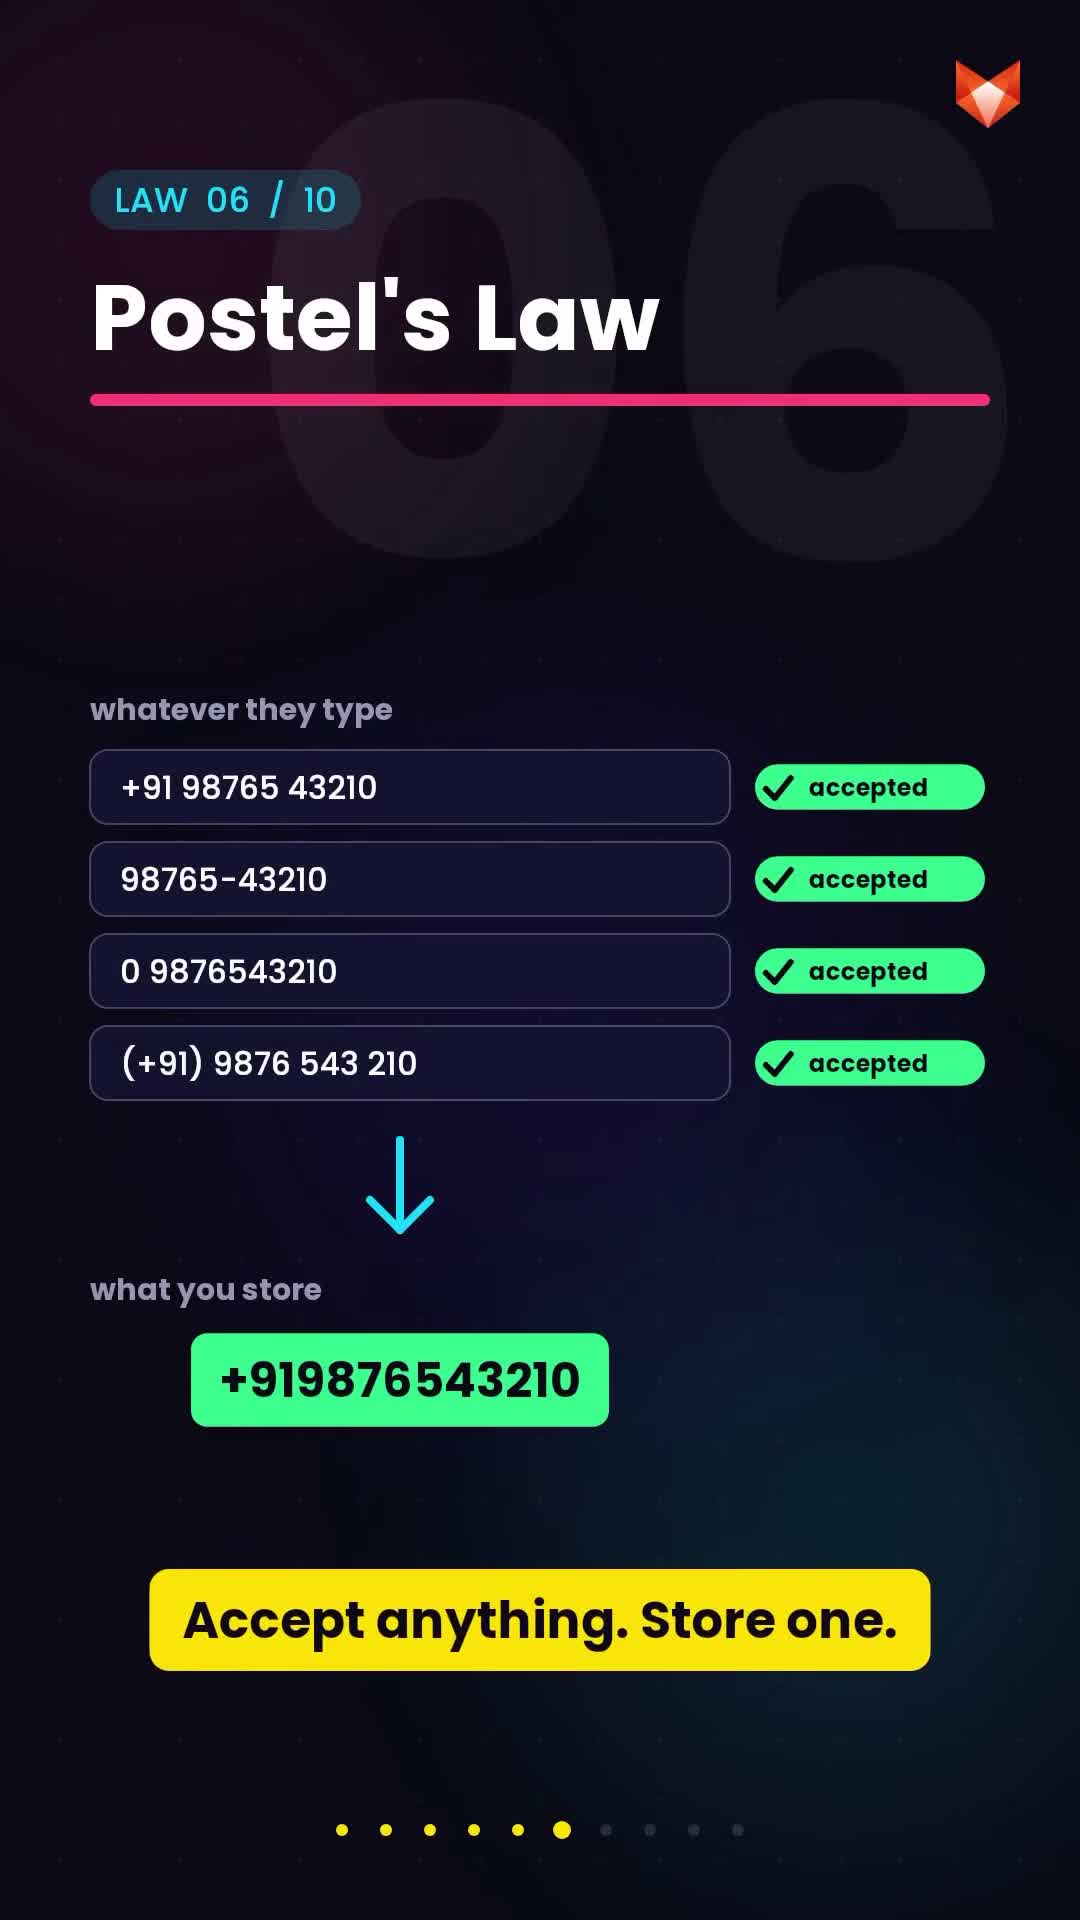 06
LAW 06 / 10
Postel's Law
whatever they type
+91 98765 43210
accepted
98765-43210
accepted
0 9876543210
accepted
(+91) 9876 543 210
accepted
what you store
+919876543210
Accept anything. Store one.